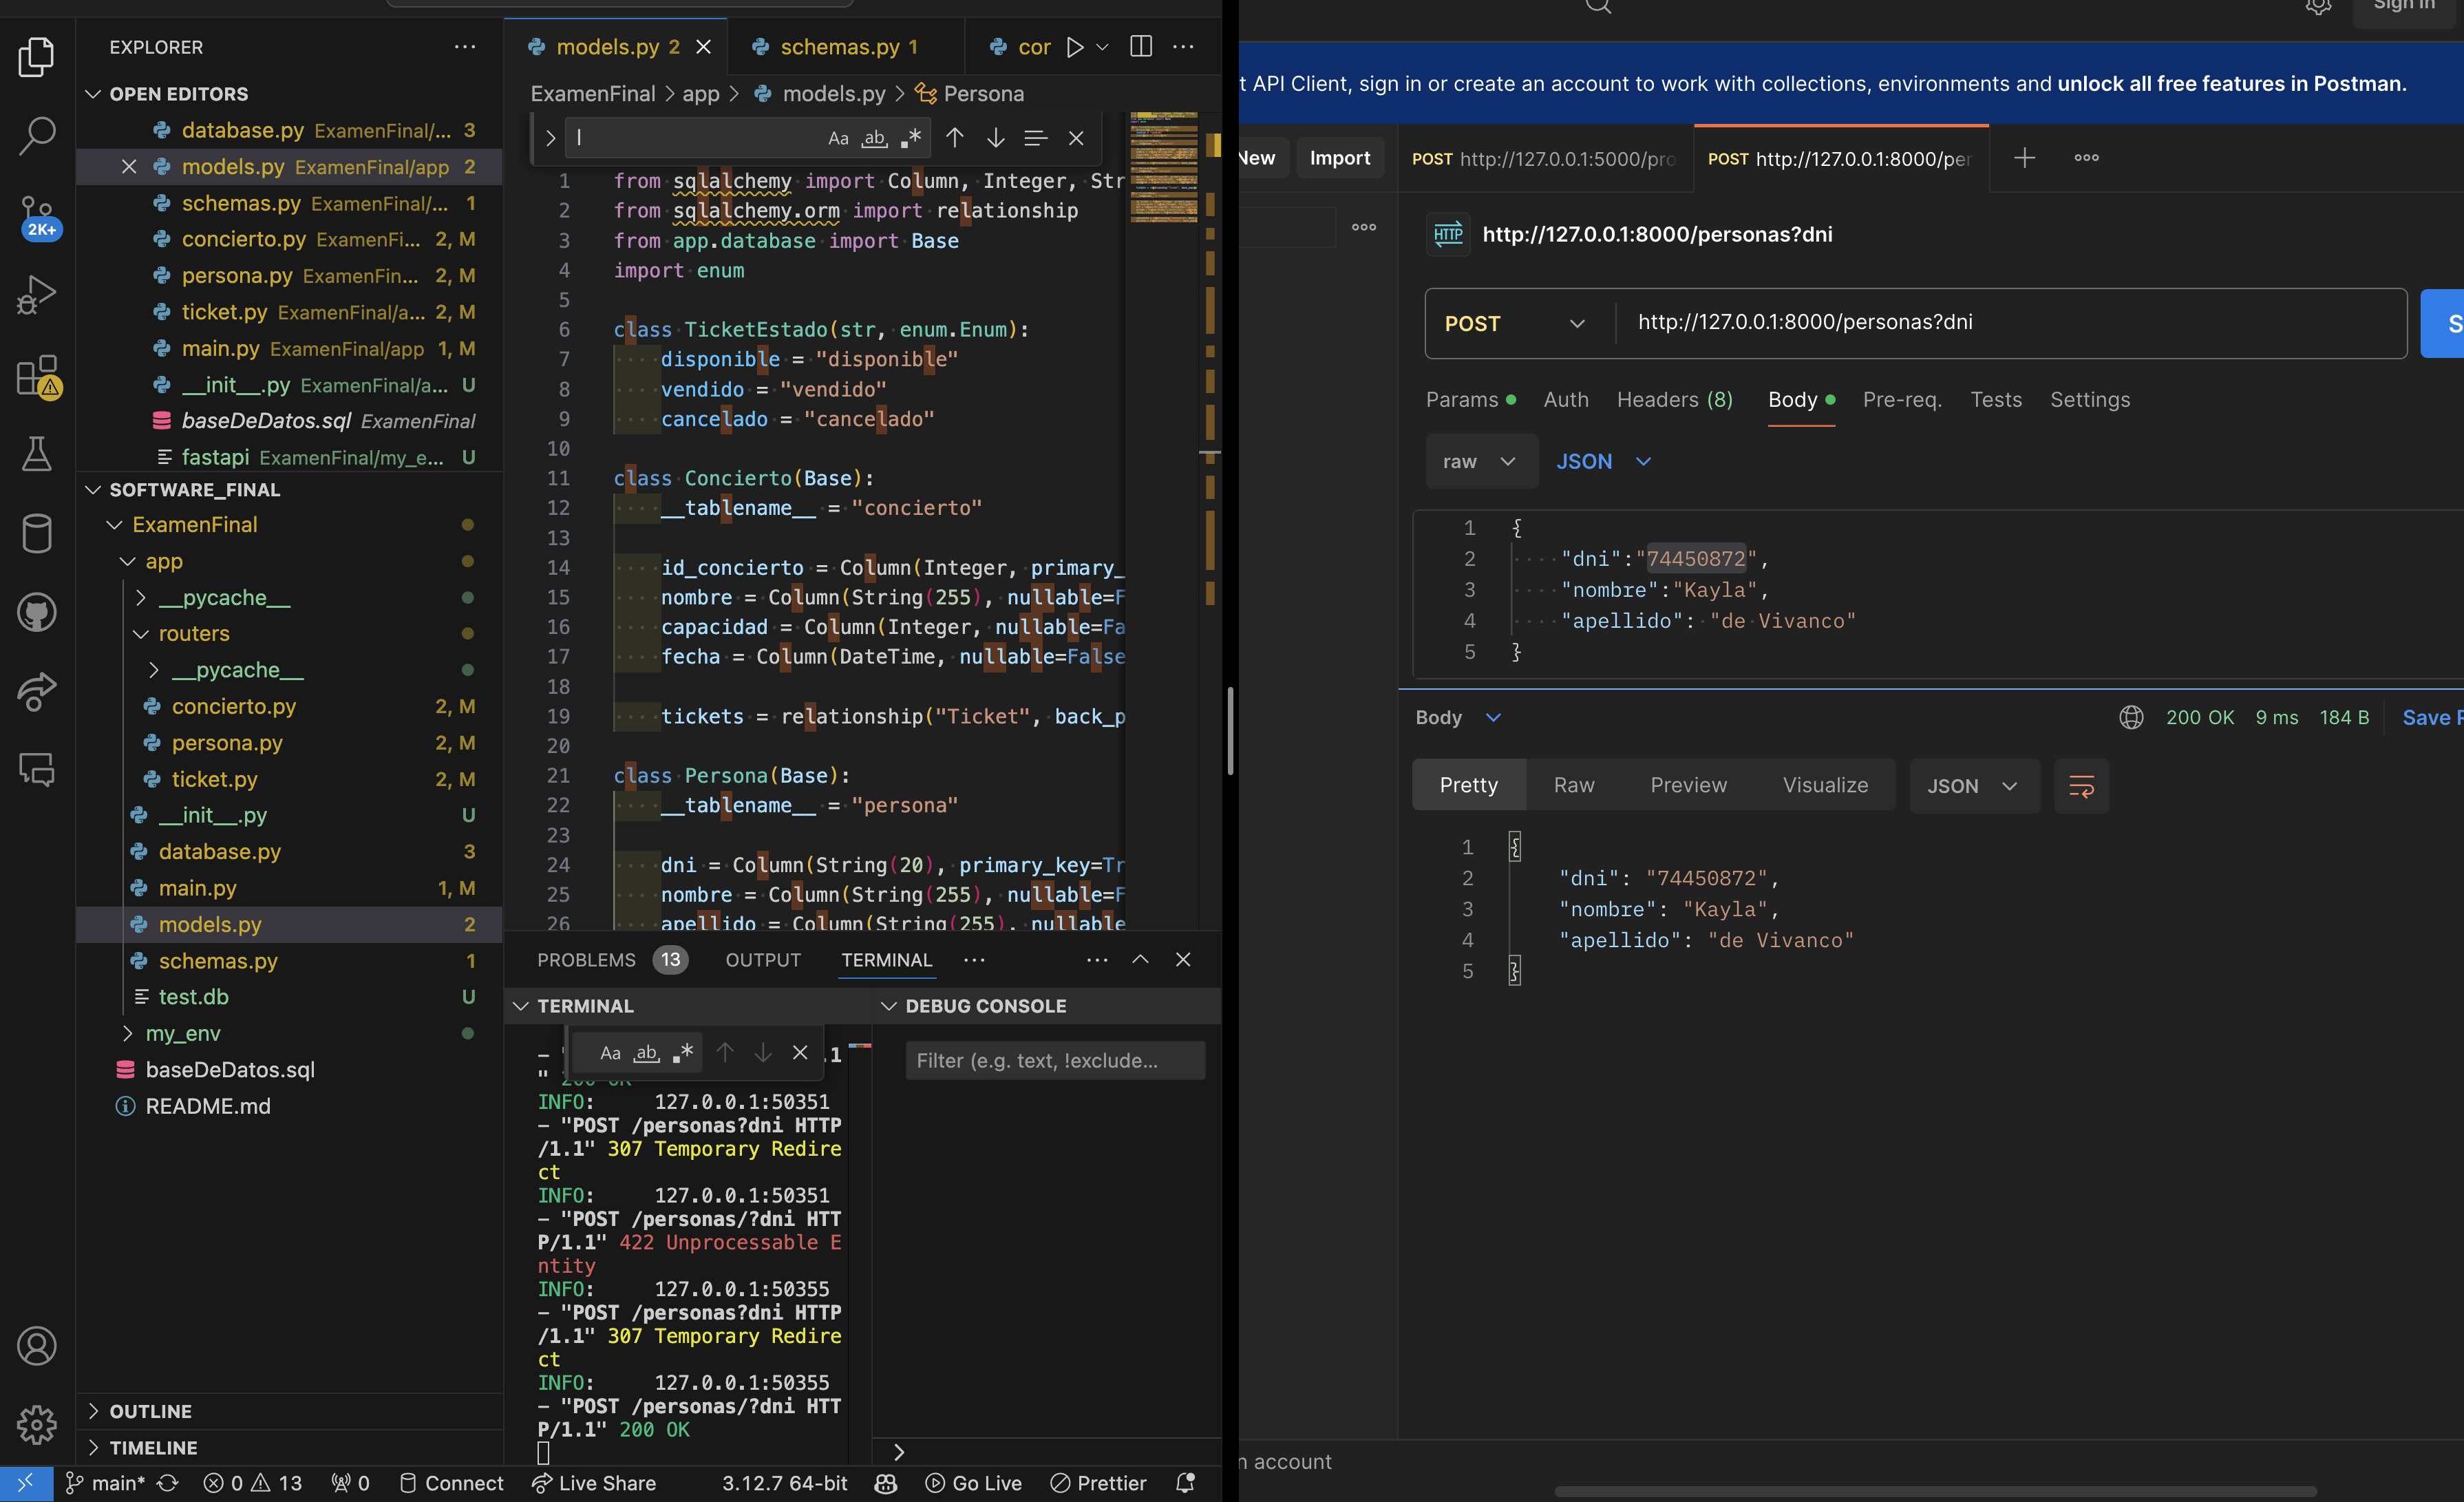 EXPLORER
OPEN EDITORS
database.py ExamenFinal/... 3
models.py ExamenFinal/app 2
schemas.py ExamenFinal/... 1
concierto.py ExamenFi... 2, M
persona.py ExamenFin... 2, M
ticket.py ExamenFinal/a... 2, M
main.py ExamenFinal/app 1, M
__init__.py ExamenFinal/a... U
baseDeDatos.sql ExamenFinal
fastapi ExamenFinal/my_e... U
2K+
SOFTWARE_FINAL
ExamenFinal
app
__pycache__
routers
__pycache__
concierto.py 2, M
persona.py 2, M
ticket.py 2, M
__init__.py U
database.py 3
main.py 1, M
models.py 2
schemas.py 1
test.db U
my_env
baseDeDatos.sql
README.md
OUTLINE
TIMELINE
models.py 2 schemas.py 1 cor
ExamenFinal > app > models.py > Persona
Aa ab .*
1 from sqlalchemy import Column, Integer, Str
2 from sqlalchemy.orm import relationship
3 from app.database import Base
4 import enum
5
6 class TicketEstado(str, enum.Enum):
7 disponible = "disponible"
8 vendido = "vendido"
9 cancelado = "cancelado"
10
11 class Concierto(Base):
12 __tablename__ = "concierto"
13
14 id_concierto = Column(Integer, primary_
15 nombre = Column(String(255), nullable=F
16 capacidad = Column(Integer, nullable=Fa
17 fecha = Column(DateTime, nullable=False
18
19 tickets = relationship("Ticket", back_p
20
21 class Persona(Base):
22 __tablename__ = "persona"
23
24 dni = Column(String(20), primary_key=Tr
25 nombre = Column(String(255), nullable=F
26 apellido = Column(String(255), nullable
PROBLEMS 13 OUTPUT TERMINAL
TERMINAL
Aa ab .*
- " .1
" 200 OK
INFO: 127.0.0.1:50351
- "POST /personas?dni HTTP
/1.1" 307 Temporary Redire
ct
INFO: 127.0.0.1:50351
- "POST /personas/?dni HTT
P/1.1" 422 Unprocessable E
ntity
INFO: 127.0.0.1:50355
- "POST /personas?dni HTTP
/1.1" 307 Temporary Redire
ct
INFO: 127.0.0.1:50355
- "POST /personas/?dni HTT
P/1.1" 200 OK
DEBUG CONSOLE
Filter (e.g. text, !exclude...
main* 0 13 0 Connect Live Share 3.12.7 64-bit Go Live Prettier
Sign In
t API Client, sign in or create an account to work with collections, environments and unlock all free features in Postman.
New Import POST http://127.0.0.1:5000/pro POST http://127.0.0.1:8000/per
HTTP http://127.0.0.1:8000/personas?dni
POST http://127.0.0.1:8000/personas?dni S
Params Auth Headers (8) Body Pre-req. Tests Settings
raw JSON
1 {
2 "dni":"74450872",
3 "nombre":"Kayla",
4 "apellido": "de Vivanco"
5 }
Body 200 OK 9 ms 184 B Save R
Pretty Raw Preview Visualize JSON
1 {
2 "dni": "74450872",
3 "nombre": "Kayla",
4 "apellido": "de Vivanco"
5 }
n account